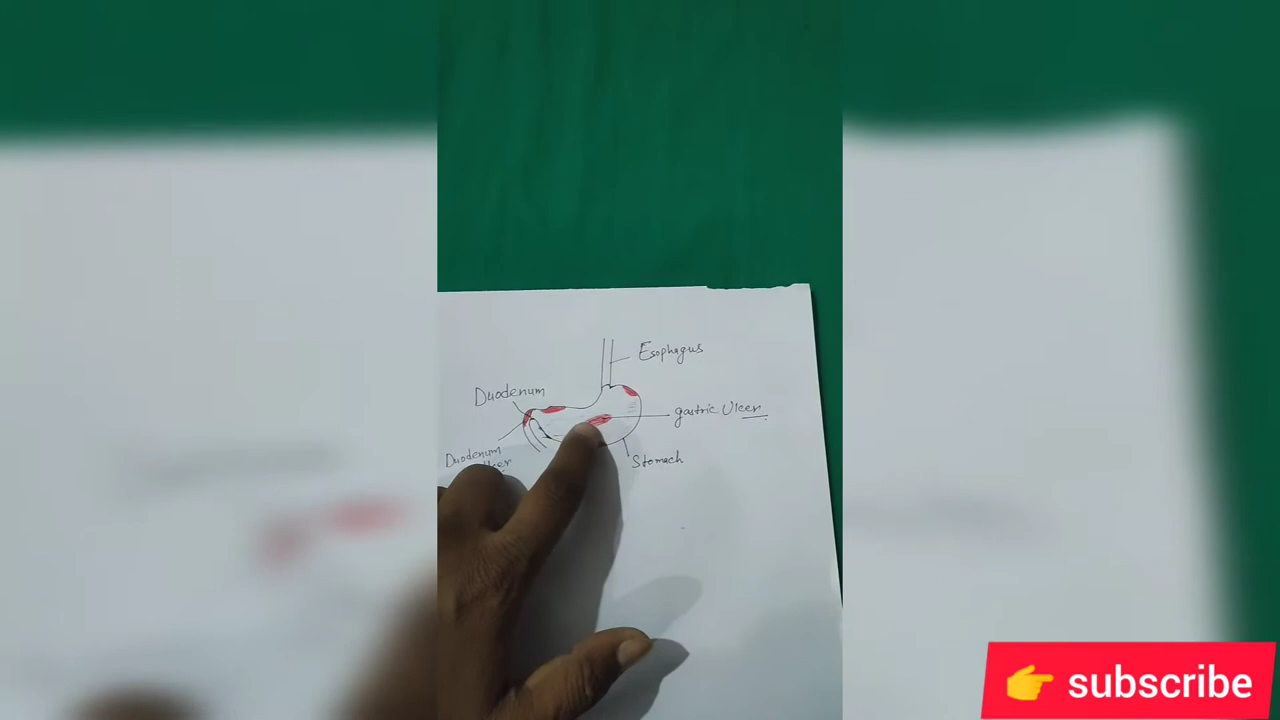 Esophagus
Duodenum
gastric Ulcer
Duodenum
Stomach
subscribe